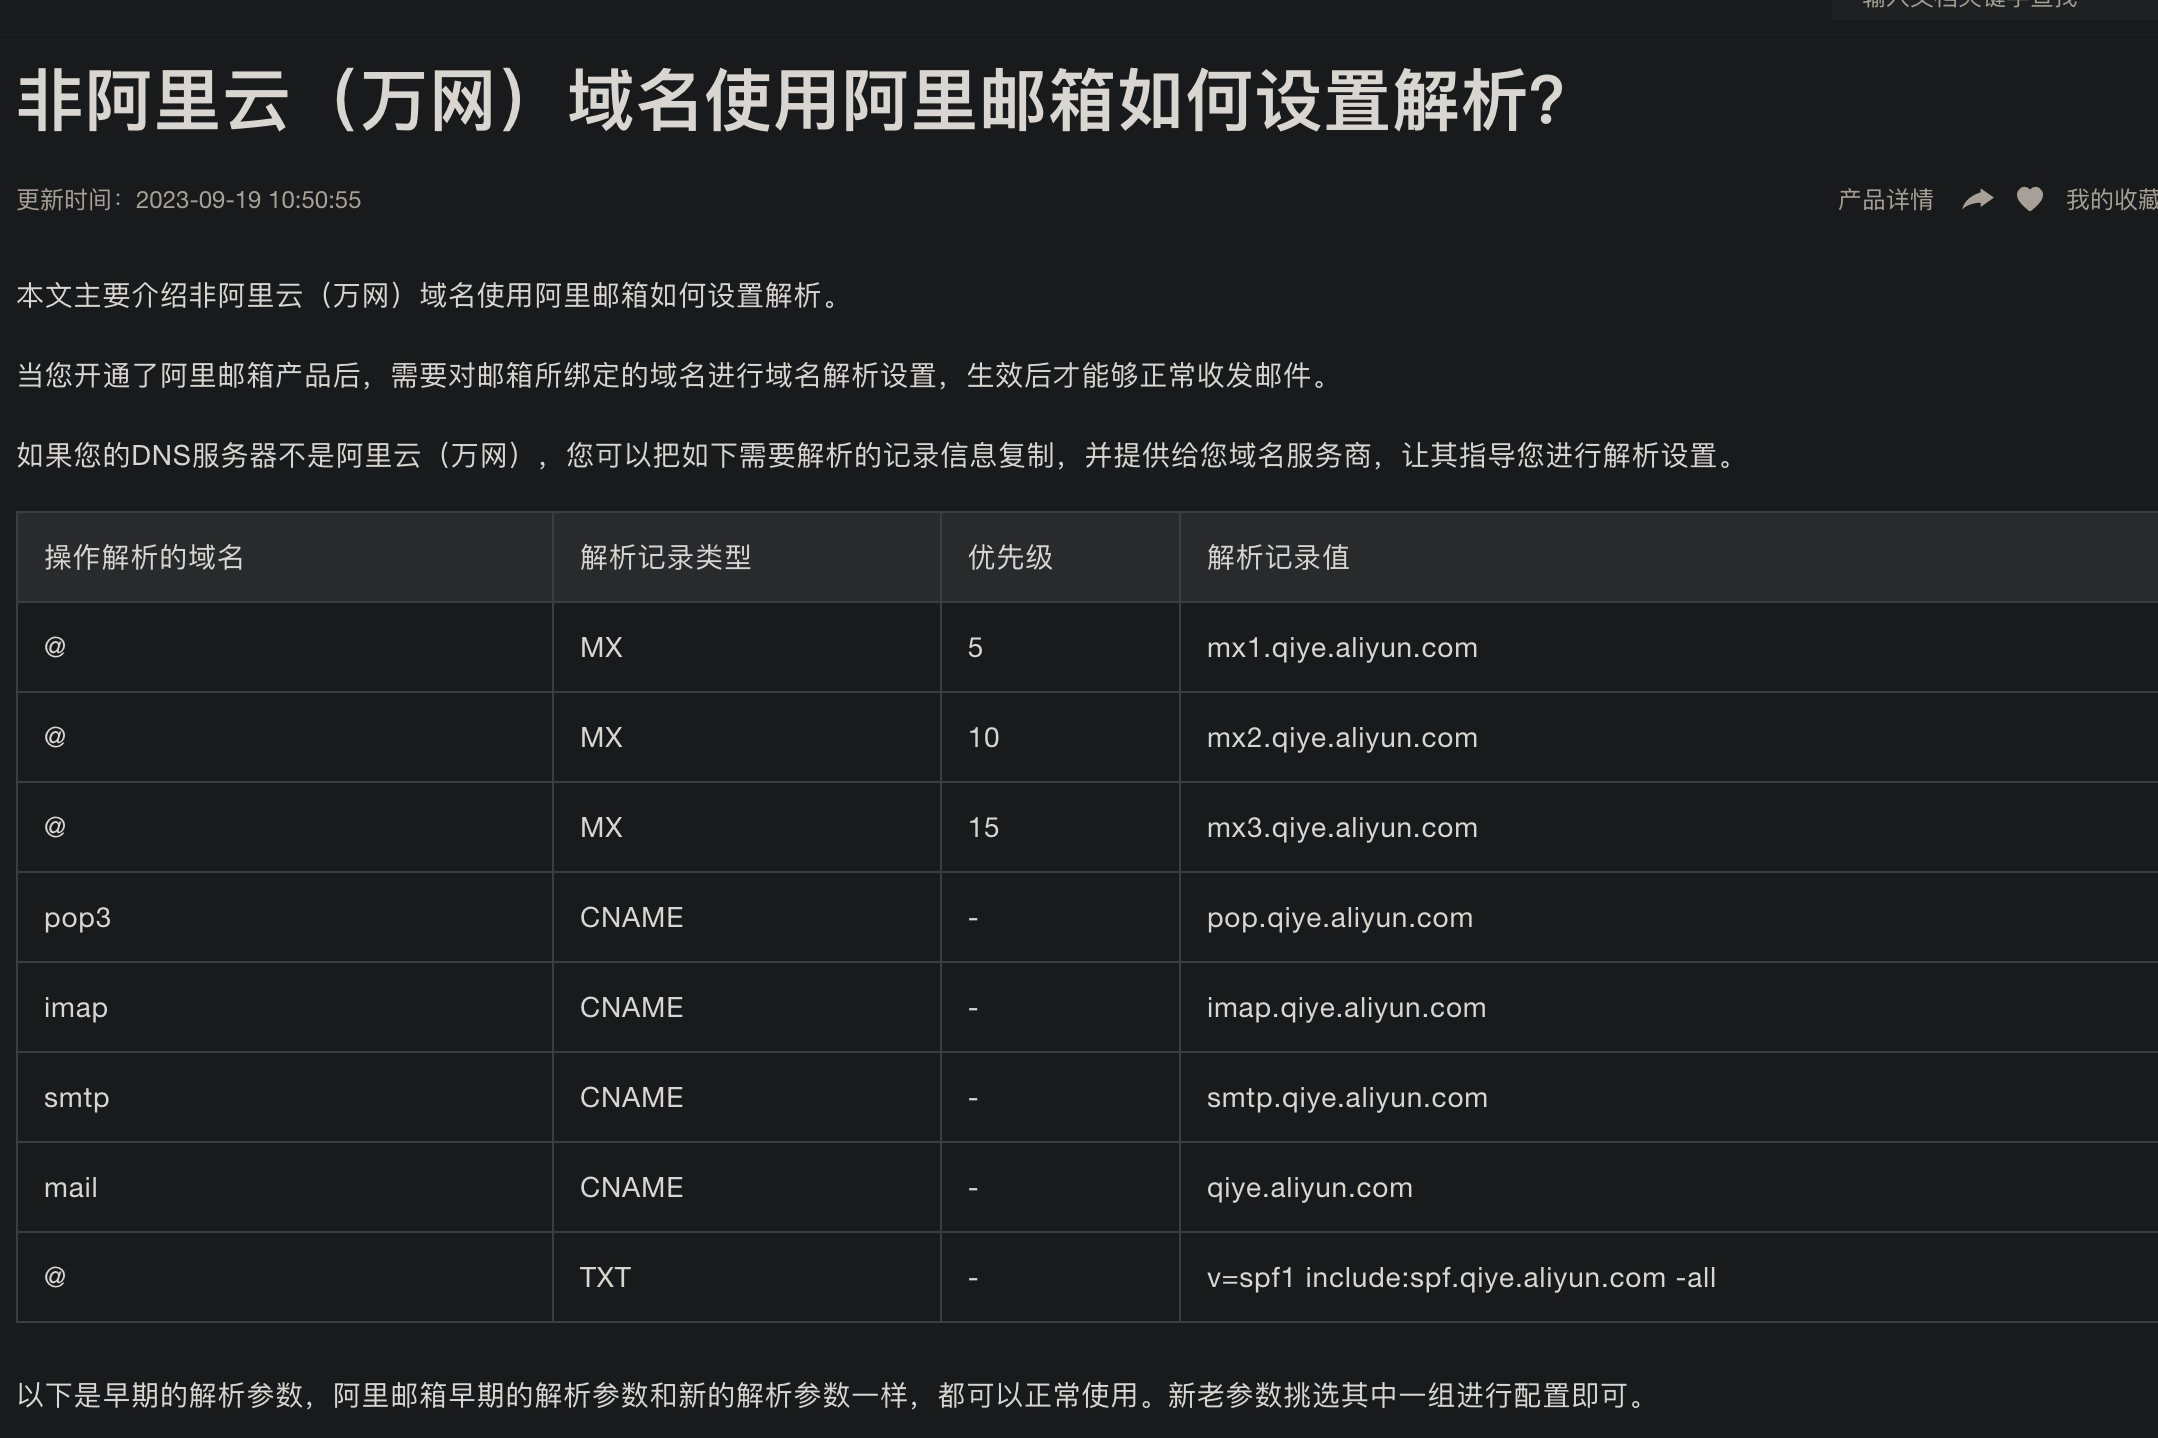 输入文档关键字查找
非阿里云（万网）域名使用阿里邮箱如何设置解析?
更新时间：2023-09-19 10:50:55
产品详情 我的收藏
本文主要介绍非阿里云（万网）域名使用阿里邮箱如何设置解析。
当您开通了阿里邮箱产品后，需要对邮箱所绑定的域名进行域名解析设置，生效后才能够正常收发邮件。
如果您的DNS服务器不是阿里云（万网），您可以把如下需要解析的记录信息复制，并提供给您域名服务商，让其指导您进行解析设置。
操作解析的域名 解析记录类型 优先级 解析记录值
@ MX 5 mx1.qiye.aliyun.com
@ MX 10 mx2.qiye.aliyun.com
@ MX 15 mx3.qiye.aliyun.com
pop3 CNAME - pop.qiye.aliyun.com
imap CNAME - imap.qiye.aliyun.com
smtp CNAME - smtp.qiye.aliyun.com
mail CNAME - qiye.aliyun.com
@ TXT - v=spf1 include:spf.qiye.aliyun.com -all
以下是早期的解析参数，阿里邮箱早期的解析参数和新的解析参数一样，都可以正常使用。新老参数挑选其中一组进行配置即可。